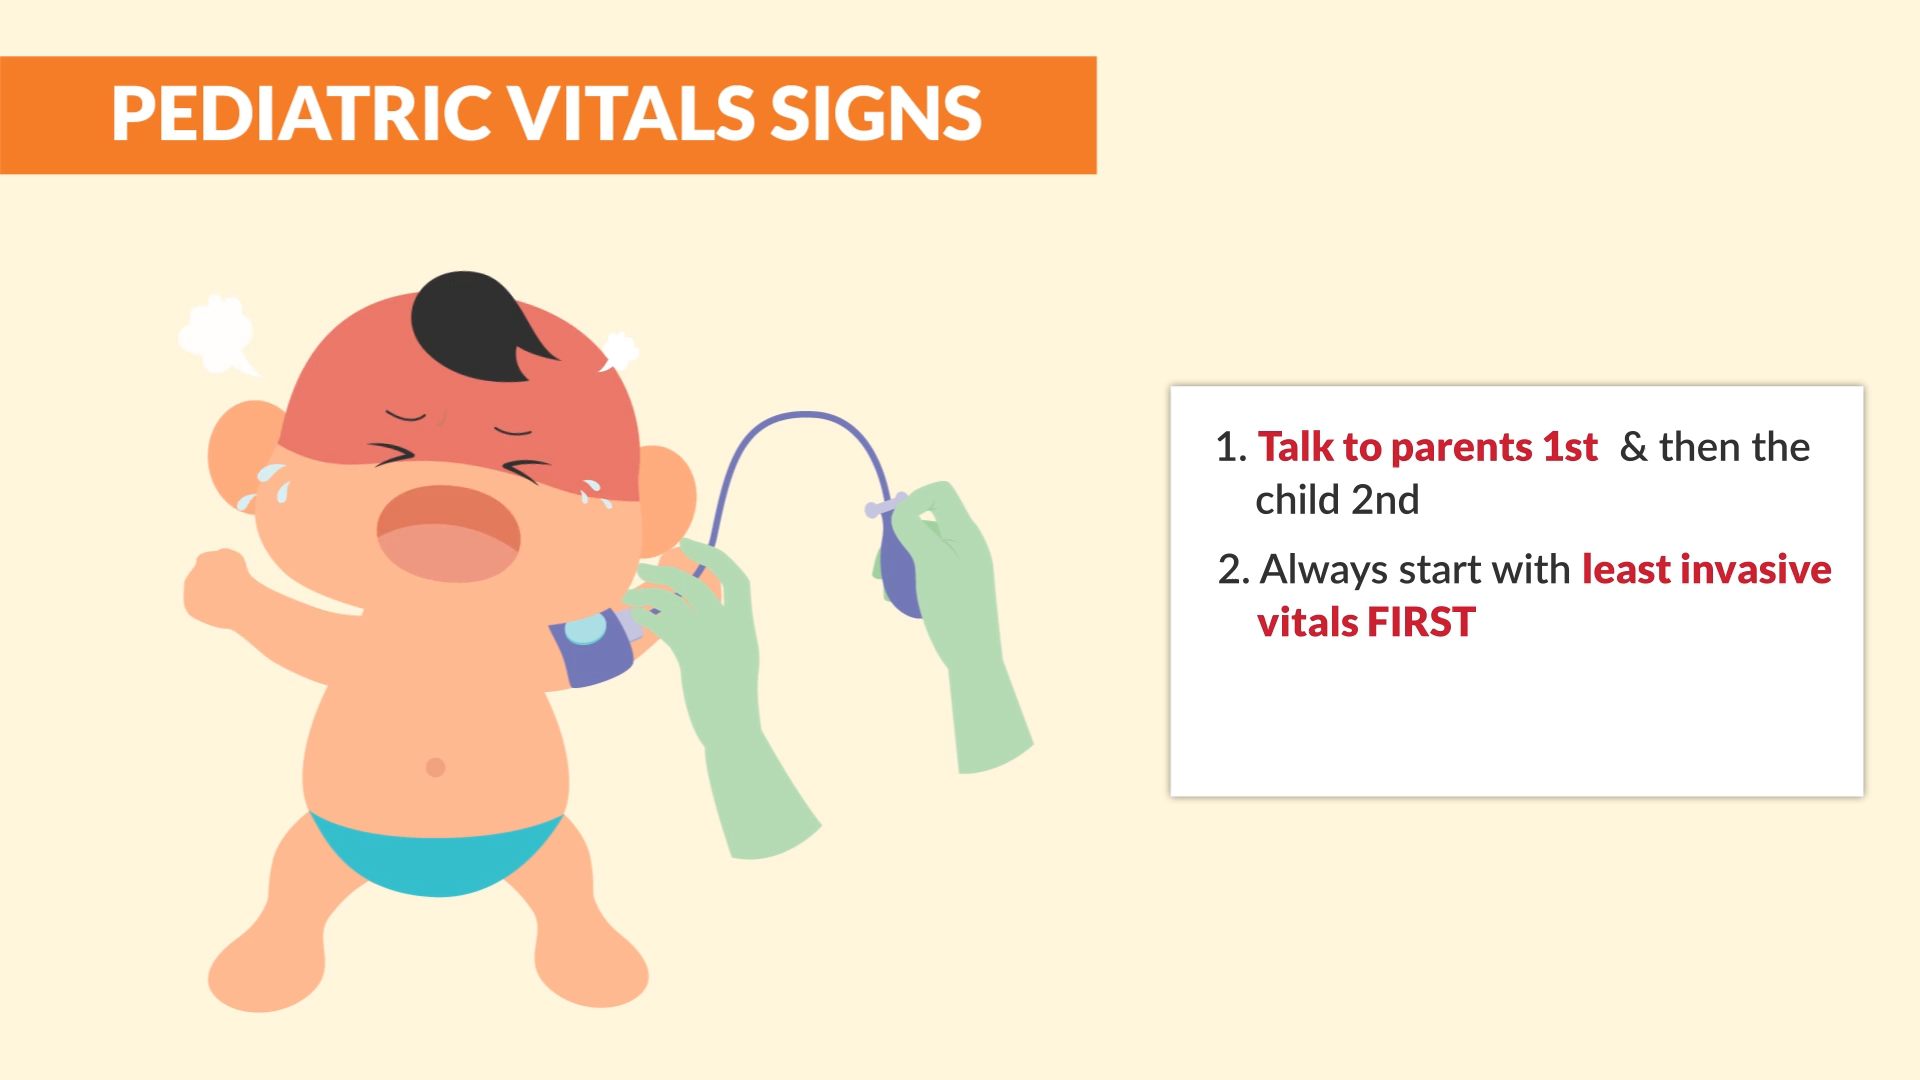 PEDIATRIC VITALS SIGNS
1. Talk to parents 1st & then the
child 2nd
2. Always start with least invasive
vitals FIRST